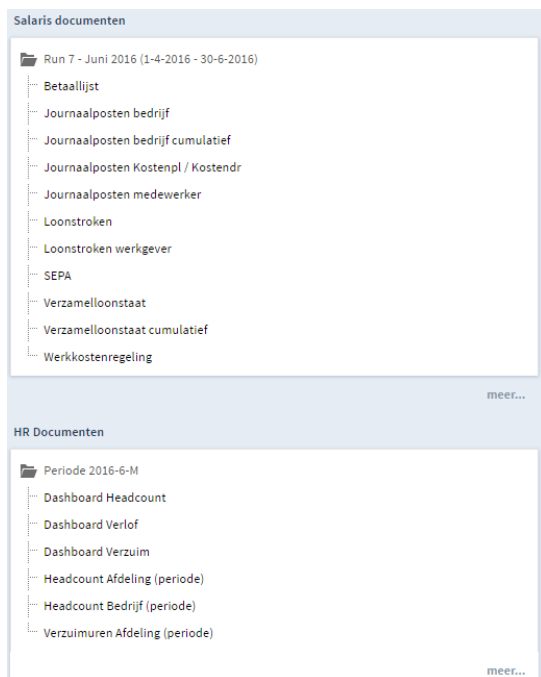 Salaris documenten
Run 7 - Juni 2016 (1-4-2016 - 30-6-2016)
Betaallijst
Journaalposten bedrijf
Journaalposten bedrijf cumulatief
Journaalposten Kostenpl / Kostendr
Journaalposten medewerker
Loonstroken
Loonstroken werkgever
SEPA
Verzamelloonstaat
Verzamelloonstaat cumulatief
Werkkostenregeling
meer...
HR Documenten
Periode 2016-6-M
Dashboard Headcount
Dashboard Verlof
Dashboard Verzuim
Headcount Afdeling (periode)
Headcount Bedrijf (periode)
Verzuimuren Afdeling (periode)
meer...